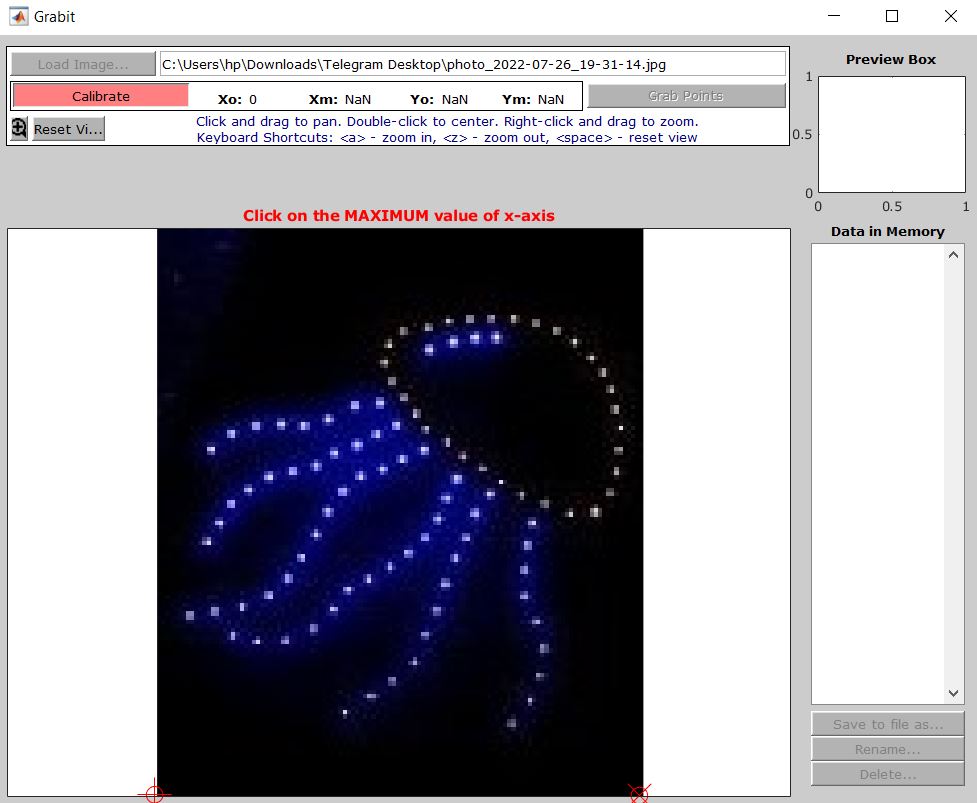 Grabit
Load Image... C:\Users\hp\Downloads\Telegram Desktop\photo_2022-07-26_19-31-14.jpg
Calibrate Xo: 0 Xm: NaN Yo: NaN Ym: NaN Grab Points
Reset Vi... Click and drag to pan. Double-click to center. Right-click and drag to zoom.
Keyboard Shortcuts: <a> - zoom in, <z> - zoom out, <space> - reset view
Preview Box
1
0.5
0
0 0.5 1
Click on the MAXIMUM value of x-axis
Data in Memory
Save to file as...
Rename...
Delete...